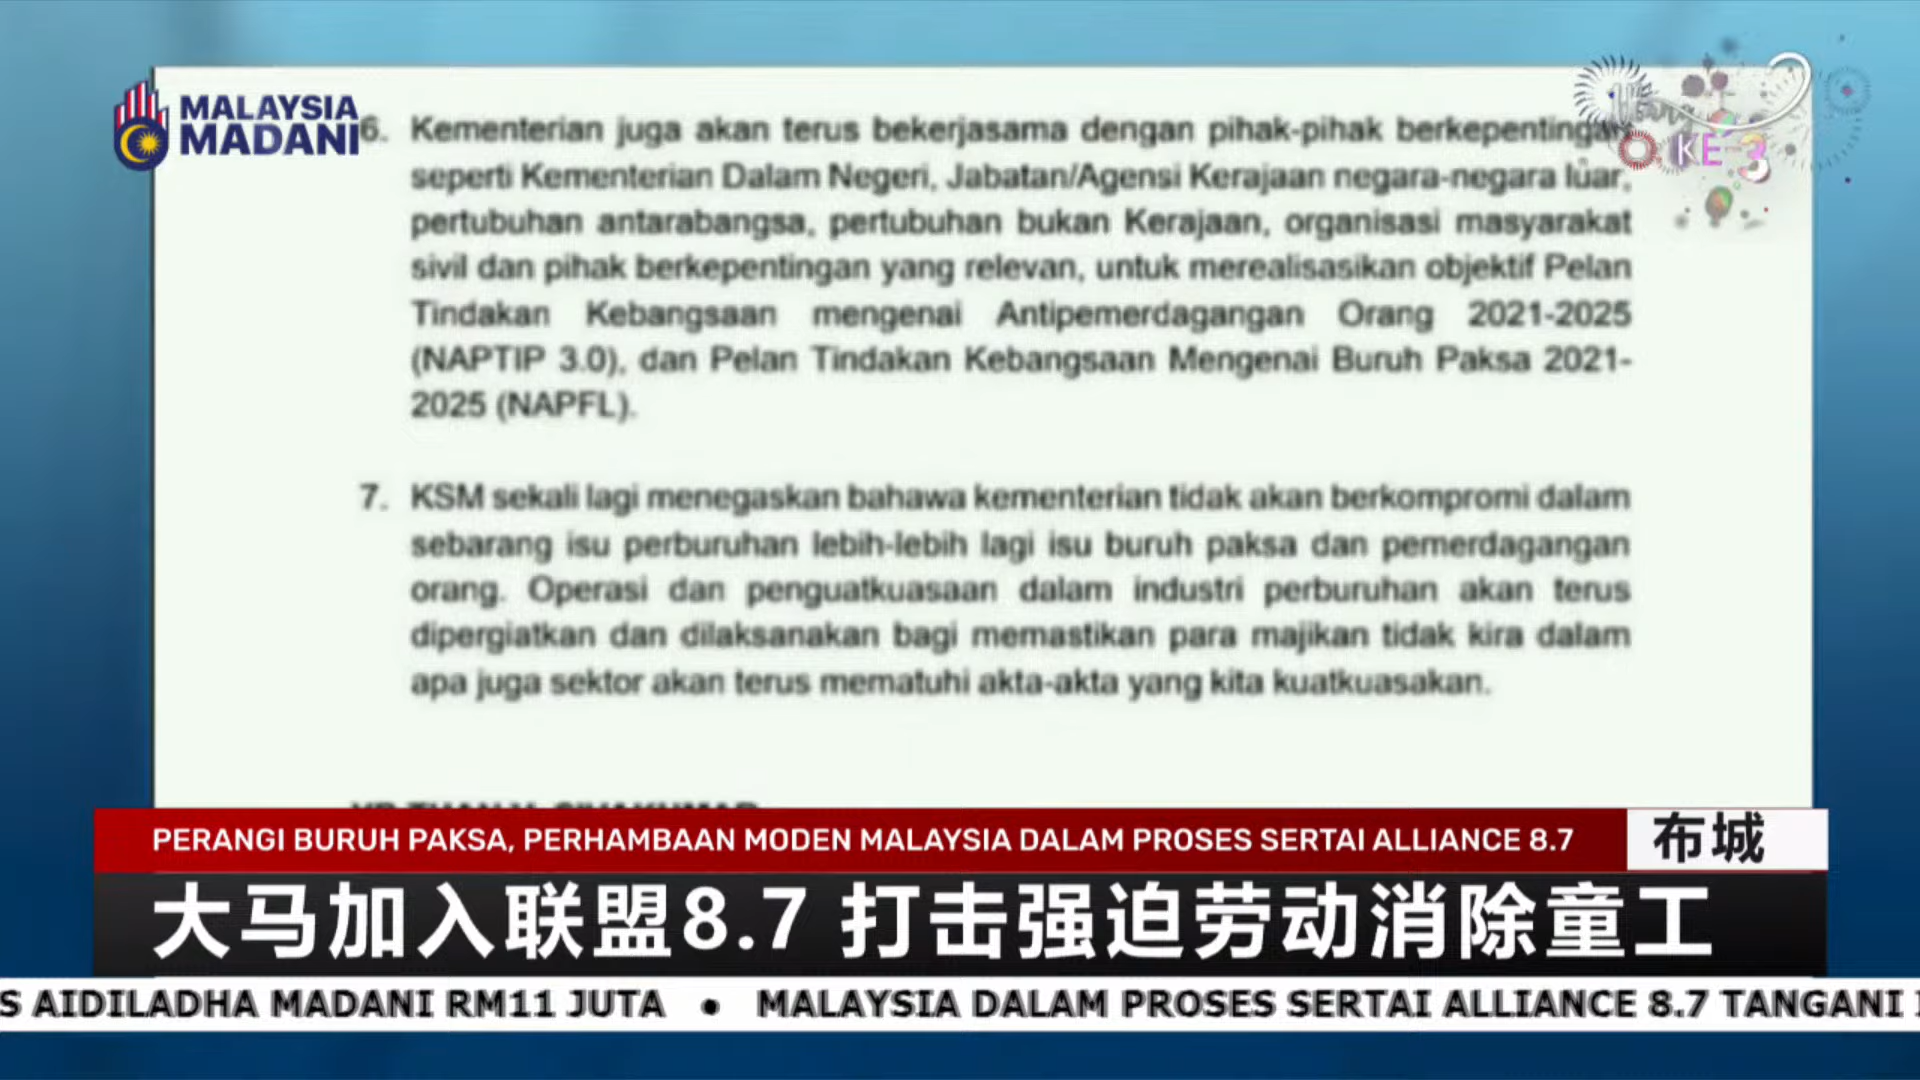 MALAYSIA
MADANI
6. Kementerian juga akan terus bekerjasama dengan pihak-pihak berkepentingan
seperti Kementerian Dalam Negeri, Jabatan/Agensi Kerajaan negara-negara luar,
pertubuhan antarabangsa, pertubuhan bukan Kerajaan, organisasi masyarakat
sivil dan pihak berkepentingan yang relevan, untuk merealisasikan objektif Pelan
Tindakan Kebangsaan mengenai Antipemerdagangan Orang 2021-2025
(NAPTIP 3.0), dan Pelan Tindakan Kebangsaan Mengenai Buruh Paksa 2021-
2025 (NAPFL).
7. KSM sekali lagi menegaskan bahawa kementerian tidak akan berkompromi dalam
sebarang isu perburuhan lebih-lebih lagi isu buruh paksa dan pemerdagangan
orang. Operasi dan penguatkuasaan dalam industri perburuhan akan terus
dipergiatkan dan dilaksanakan bagi memastikan para majikan tidak kira dalam
apa juga sektor akan terus mematuhi akta-akta yang kita kuatkuasakan.
KE 3
PERANGI BURUH PAKSA, PERHAMBAAN MODEN MALAYSIA DALAM PROSES SERTAI ALLIANCE 8.7
布城
大马加入联盟8.7 打击强迫劳动消除童工
S AIDILADHA MADANI RM11 JUTA • MALAYSIA DALAM PROSES SERTAI ALLIANCE 8.7 TANGANI